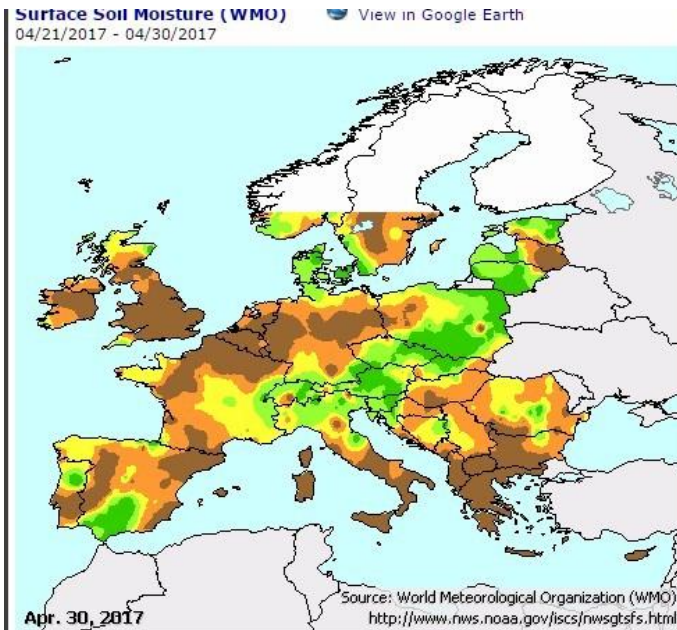 Surface Soil Moisture (WMO) View in Google Earth
04/21/2017 - 04/30/2017
Source: World Meteorological Organization (WMO)
Apr. 30, 2017 http://www.nws.noaa.gov/iscs/nwsgtsfs.html